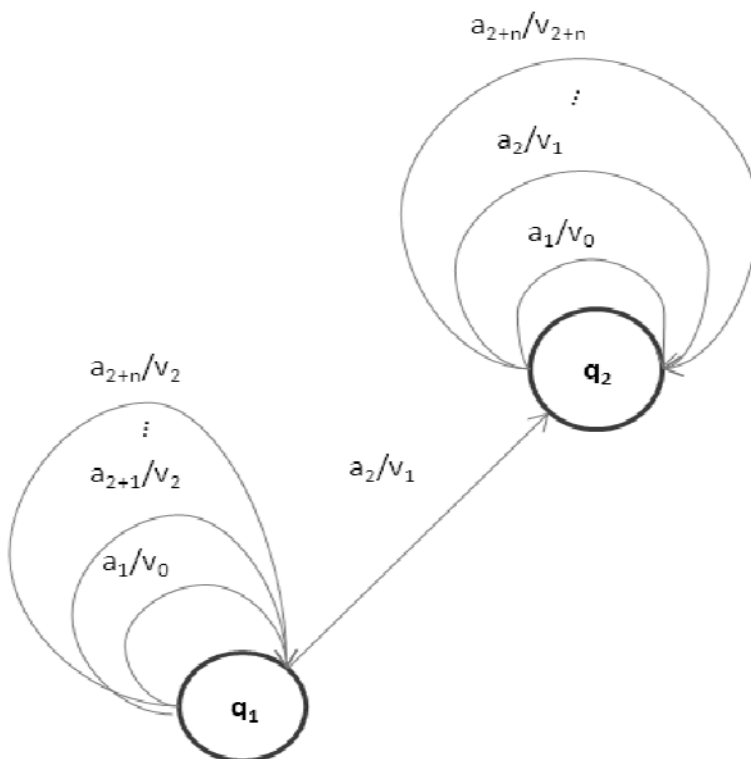 a₂₊ₙ/v₂₊ₙ
⋮
a₂/v₁
a₁/v₀
q₂
a₂₊ₙ/v₂
⋮
a₂₊₁/v₂
a₂/v₁
a₁/v₀
q₁